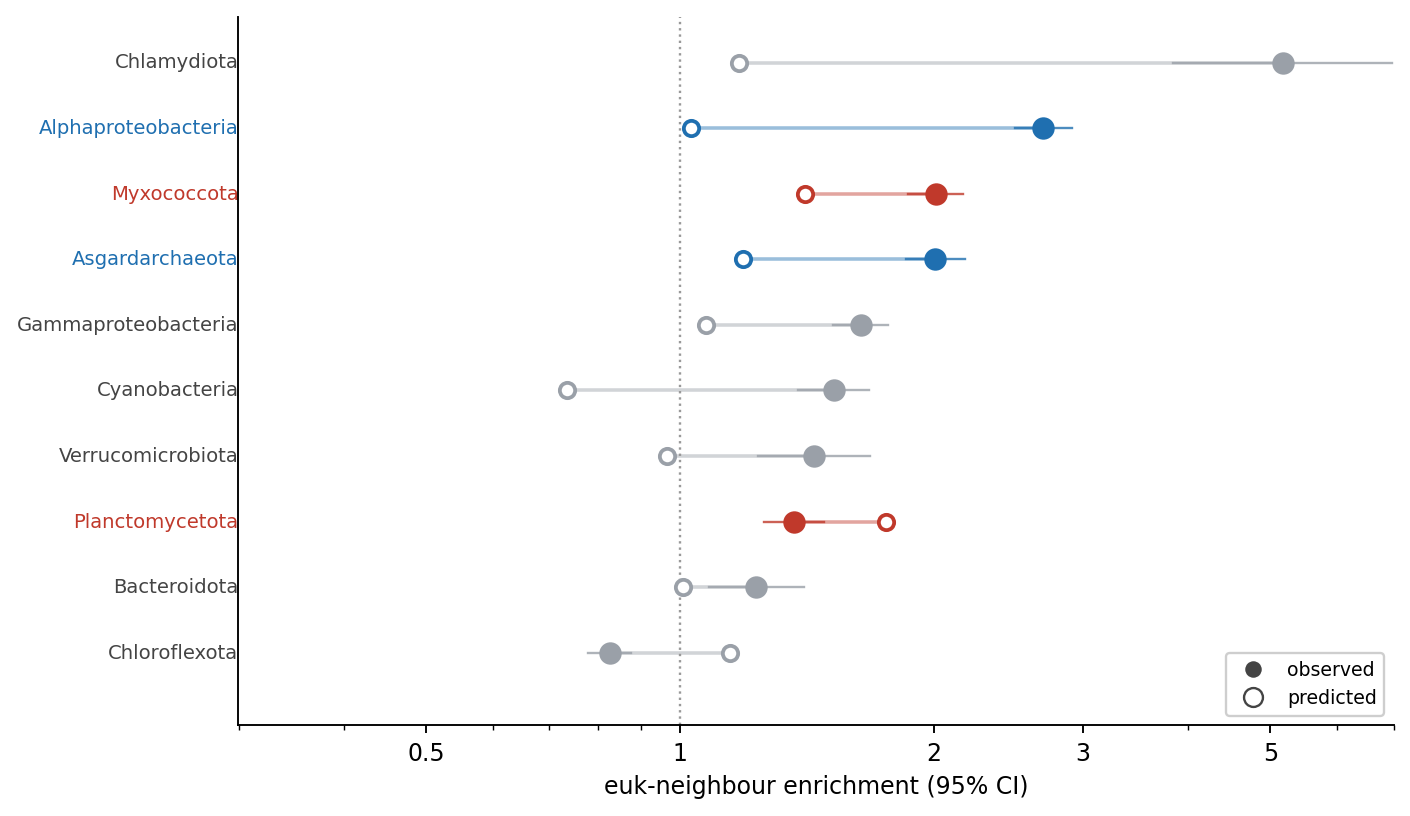 Chlamydiota
Alphaproteobacteria
Myxococcota
Asgardarchaeota
Gammaproteobacteria
Cyanobacteria
Verrucomicrobiota
Planctomycetota
Bacteroidota
Chloroflexota
observed
predicted
0.5 1 2 3 5
euk-neighbour enrichment (95% CI)